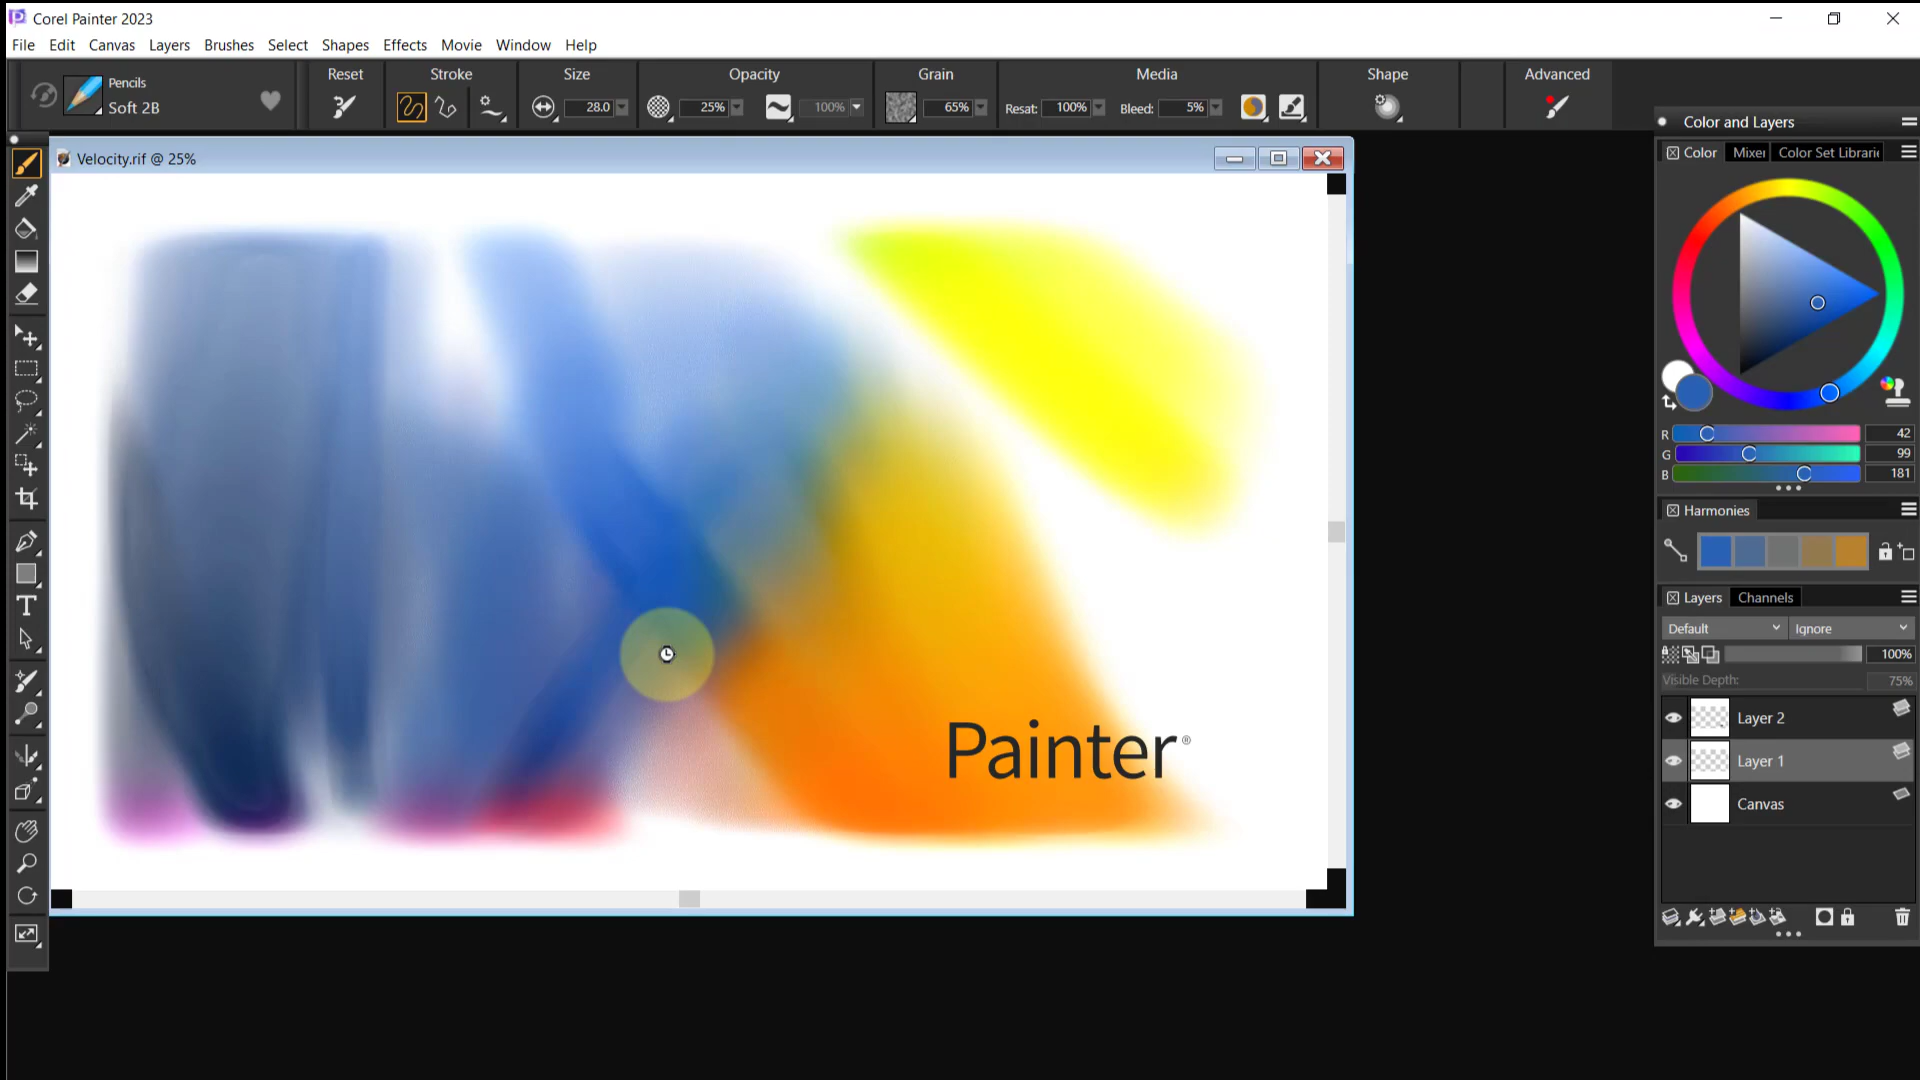 Corel Painter 2023
File Edit Canvas Layers Brushes Select Shapes Effects Movie Window Help
Pencils
Soft 2B
Reset Stroke Size Opacity Grain Media Shape Advanced
28.0 25% 100% 65% Resat: 100% Bleed: 5%
Velocity.rif @ 25%
Painter®
Color and Layers
Color Mixer Color Set Librari
R 42
G 99
B 181
Harmonies
Layers Channels
Default Ignore
100%
Visible Depth: 75%
Layer 2
Layer 1
Canvas
T